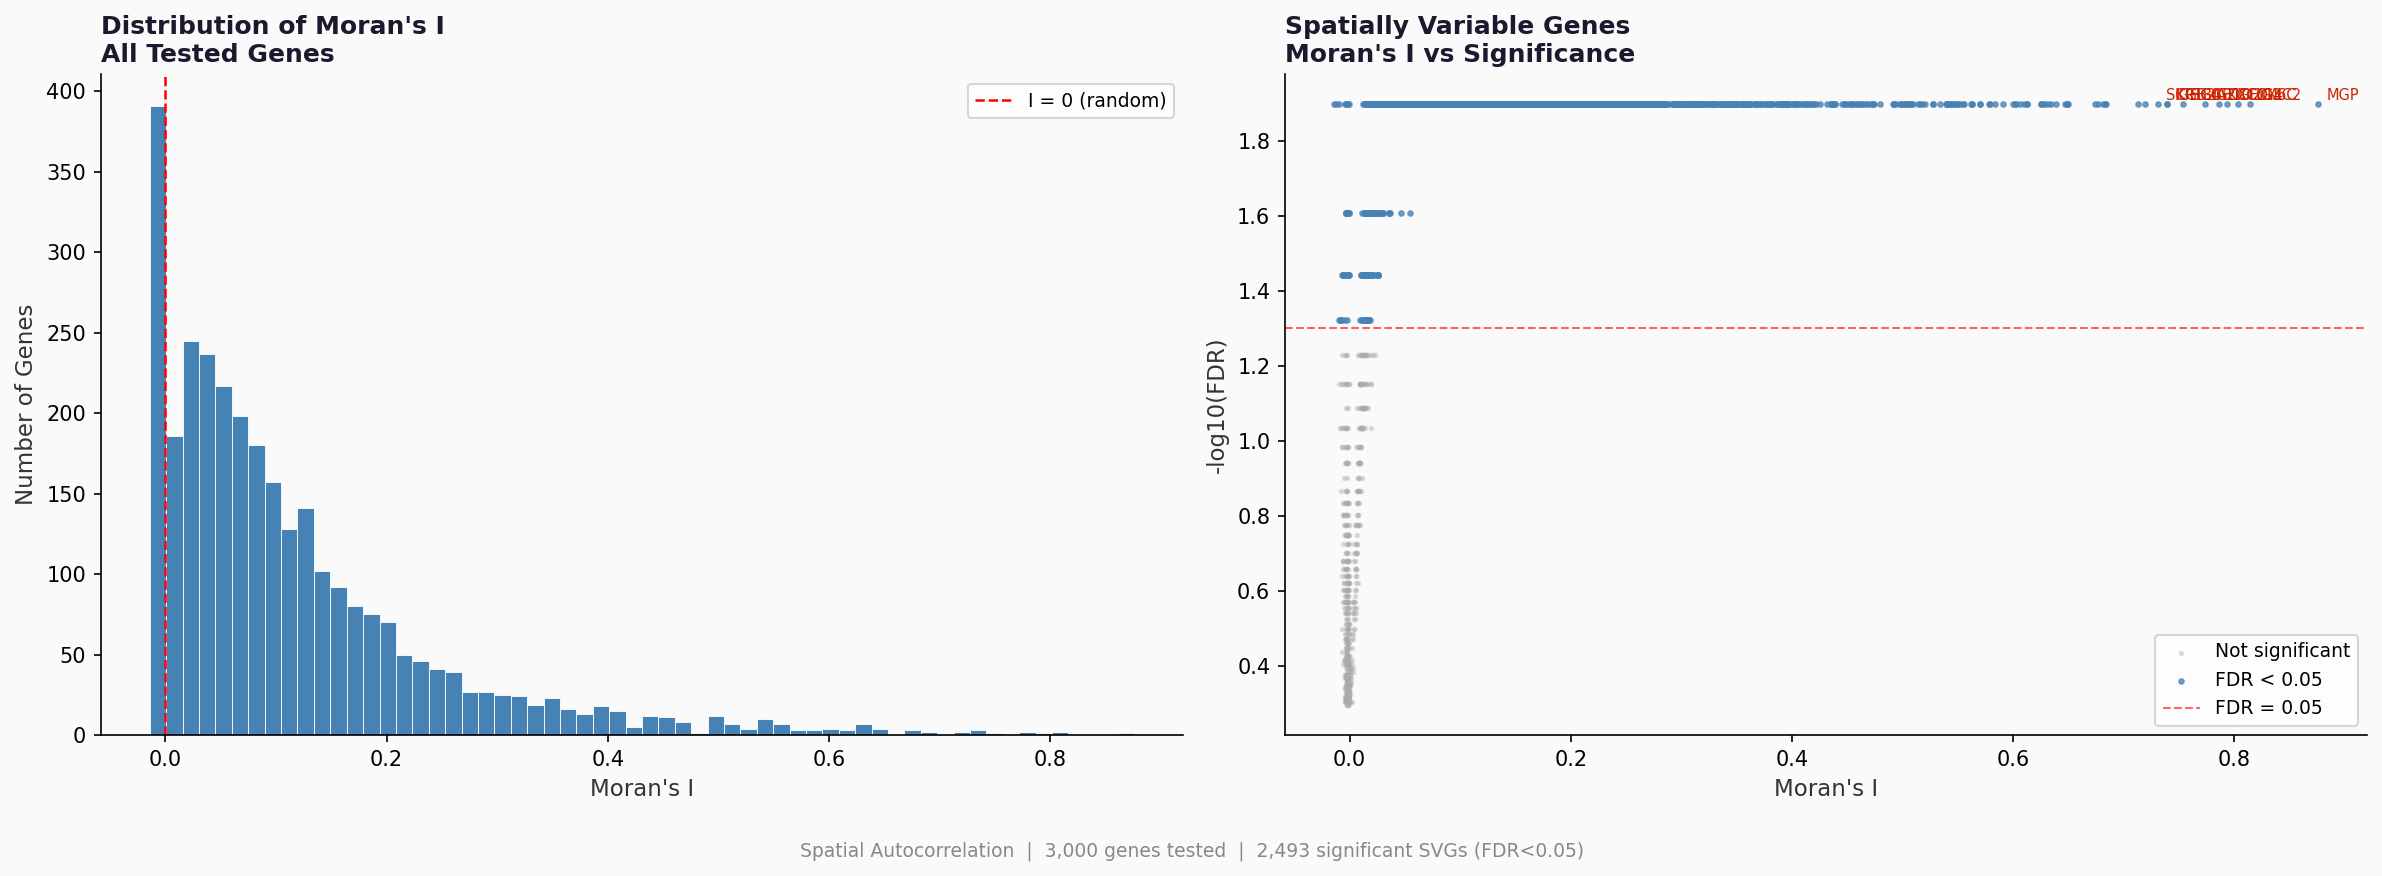 Distribution of Moran's I
All Tested Genes
400
350
300
250
200
150
100
50
0
Number of Genes
I = 0 (random)
0.0 0.2 0.4 0.6 0.8
Moran's I
Spatially Variable Genes
Moran's I vs Significance
MGP
1.8
1.6
1.4
1.2
1.0
0.8
0.6
0.4
-log10(FDR)
Not significant
FDR < 0.05
FDR = 0.05
0.0 0.2 0.4 0.6 0.8
Moran's I
Spatial Autocorrelation | 3,000 genes tested | 2,493 significant SVGs (FDR<0.05)